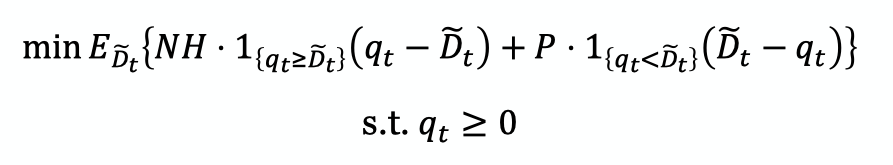 min E_{D̃_t}{NH · 1_{{q_t≥D̃_t}}(q_t − D̃_t) + P · 1_{{q_t<D̃_t}}(D̃_t − q_t)}
s.t. q_t ≥ 0